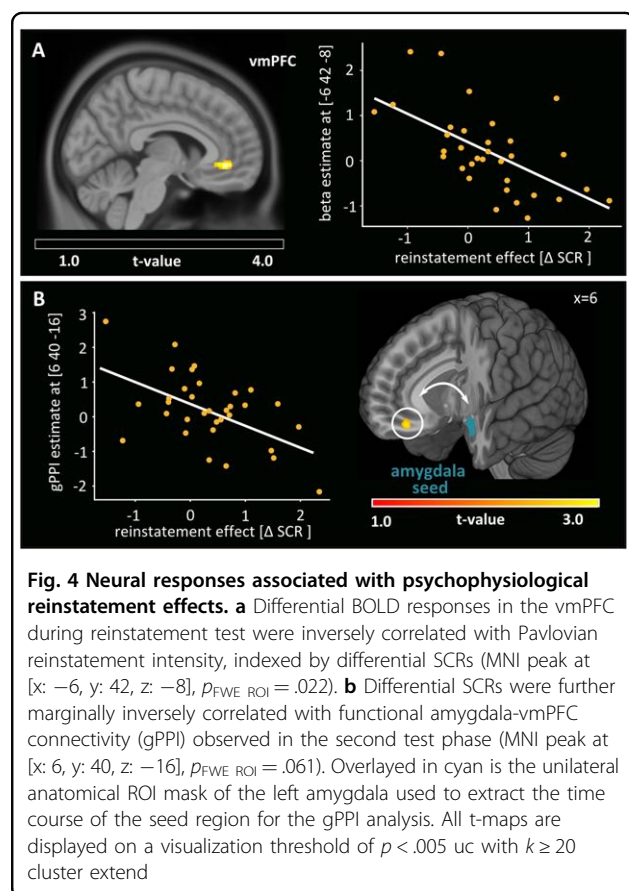 A
vmPFC
1.0 t-value 4.0
beta estimate at [-6 42 -8]
2
1
0
-1
-1 0 1 2
reinstatement effect [Δ SCR ]
B
gPPI estimate at [6 40 -16]
3
2
1
0
-1
-2
-1 0 1 2
reinstatement effect [Δ SCR ]
x=6
amygdala
seed
1.0 t-value 3.0
Fig. 4 Neural responses associated with psychophysiological
reinstatement effects. a Differential BOLD responses in the vmPFC
during reinstatement test were inversely correlated with Pavlovian
reinstatement intensity, indexed by differential SCRs (MNI peak at
[x: −6, y: 42, z: −8], pFWE ROI = .022). b Differential SCRs were further
marginally inversely correlated with functional amygdala-vmPFC
connectivity (gPPI) observed in the second test phase (MNI peak at
[x: 6, y: 40, z: −16], pFWE ROI = .061). Overlayed in cyan is the unilateral
anatomical ROI mask of the left amygdala used to extract the time
course of the seed region for the gPPI analysis. All t-maps are
displayed on a visualization threshold of p < .005 uc with k ≥ 20
cluster extend